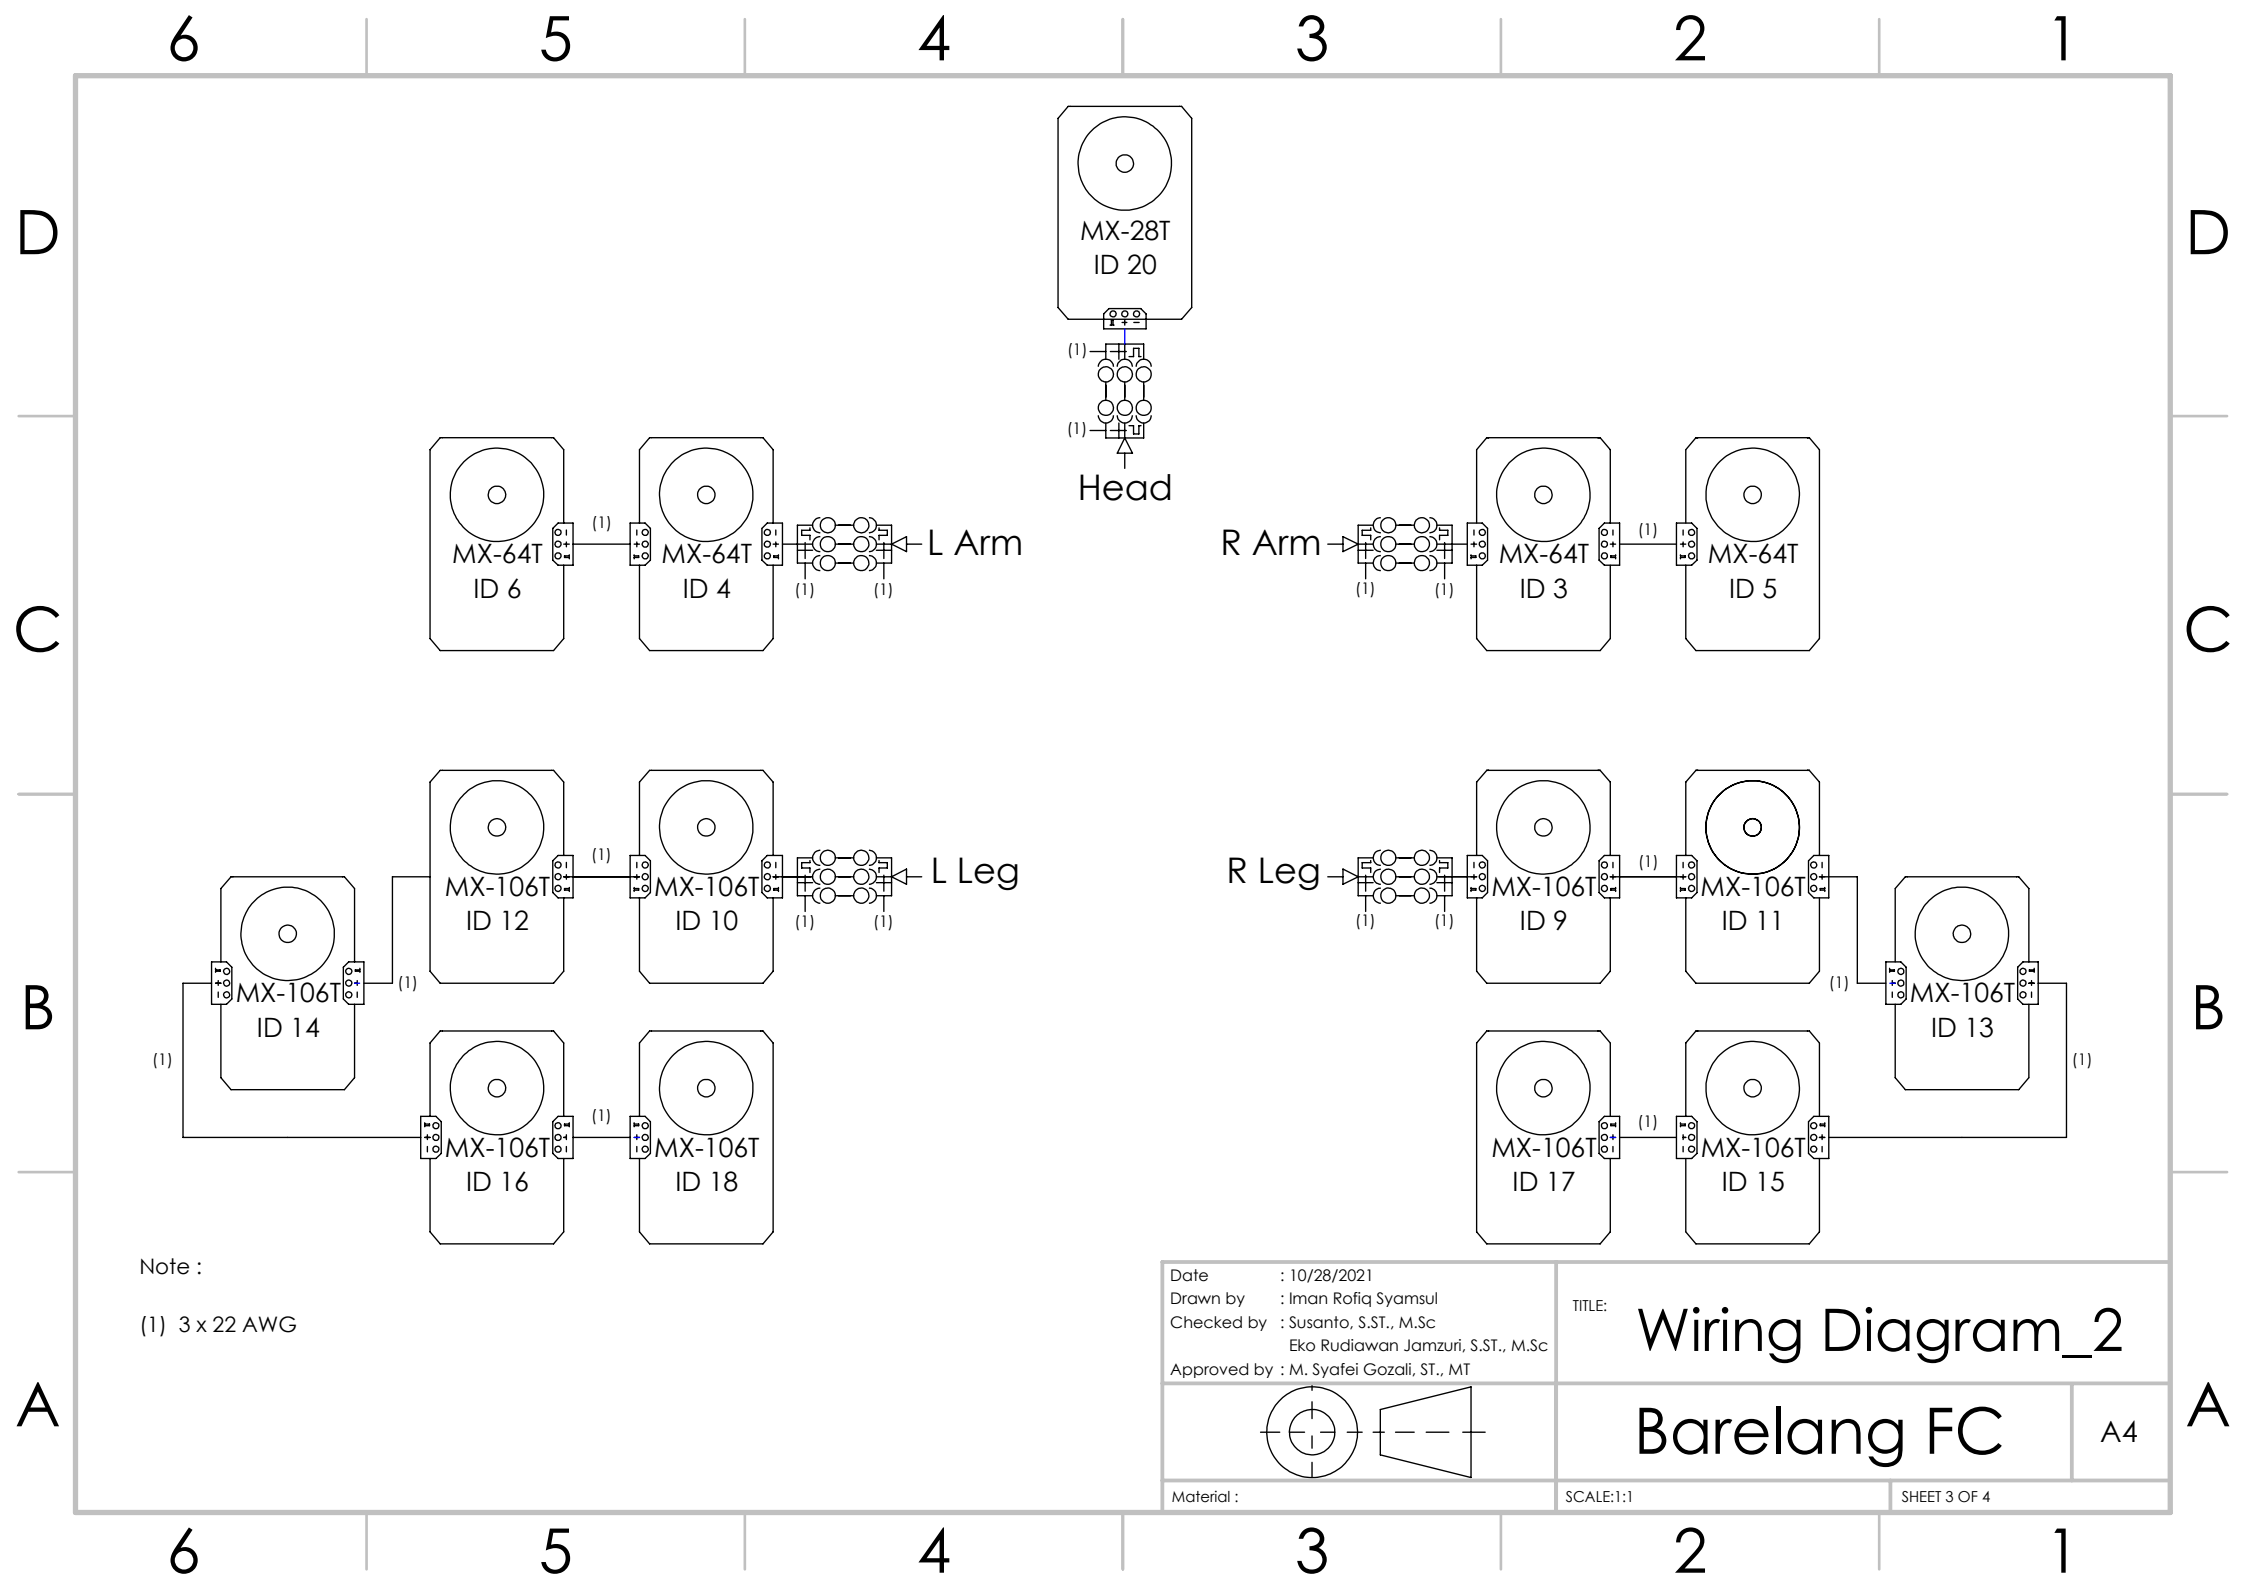 6 5 4 3 2 1
D D
MX-28T
ID 20
(1)
(1)
Head
C C
(1) (1)
L Arm R Arm
MX-64T MX-64T MX-64T MX-64T
ID 6 ID 4 ID 3 ID 5
(1) (1) (1) (1)
(1) (1)
L Leg R Leg
MX-106T MX-106T MX-106T MX-106T
ID 12 ID 10 ID 9 ID 11
(1) (1) (1) (1)
(1) (1)
MX-106T MX-106T
ID 14 ID 13
B B
(1) (1)
(1) (1)
MX-106T MX-106T MX-106T MX-106T
ID 16 ID 18 ID 17 ID 15
Note :
(1) 3 x 22 AWG
Date : 10/28/2021
Drawn by : Iman Rofiq Syamsul
Checked by : Susanto, S.ST., M.Sc
Eko Rudiawan Jamzuri, S.ST., M.Sc
Approved by : M. Syafei Gozali, ST., MT
TITLE: Wiring Diagram_2
Barelang FC
A4
A A
Material :
SCALE:1:1
SHEET 3 OF 4
6 5 4 3 2 1